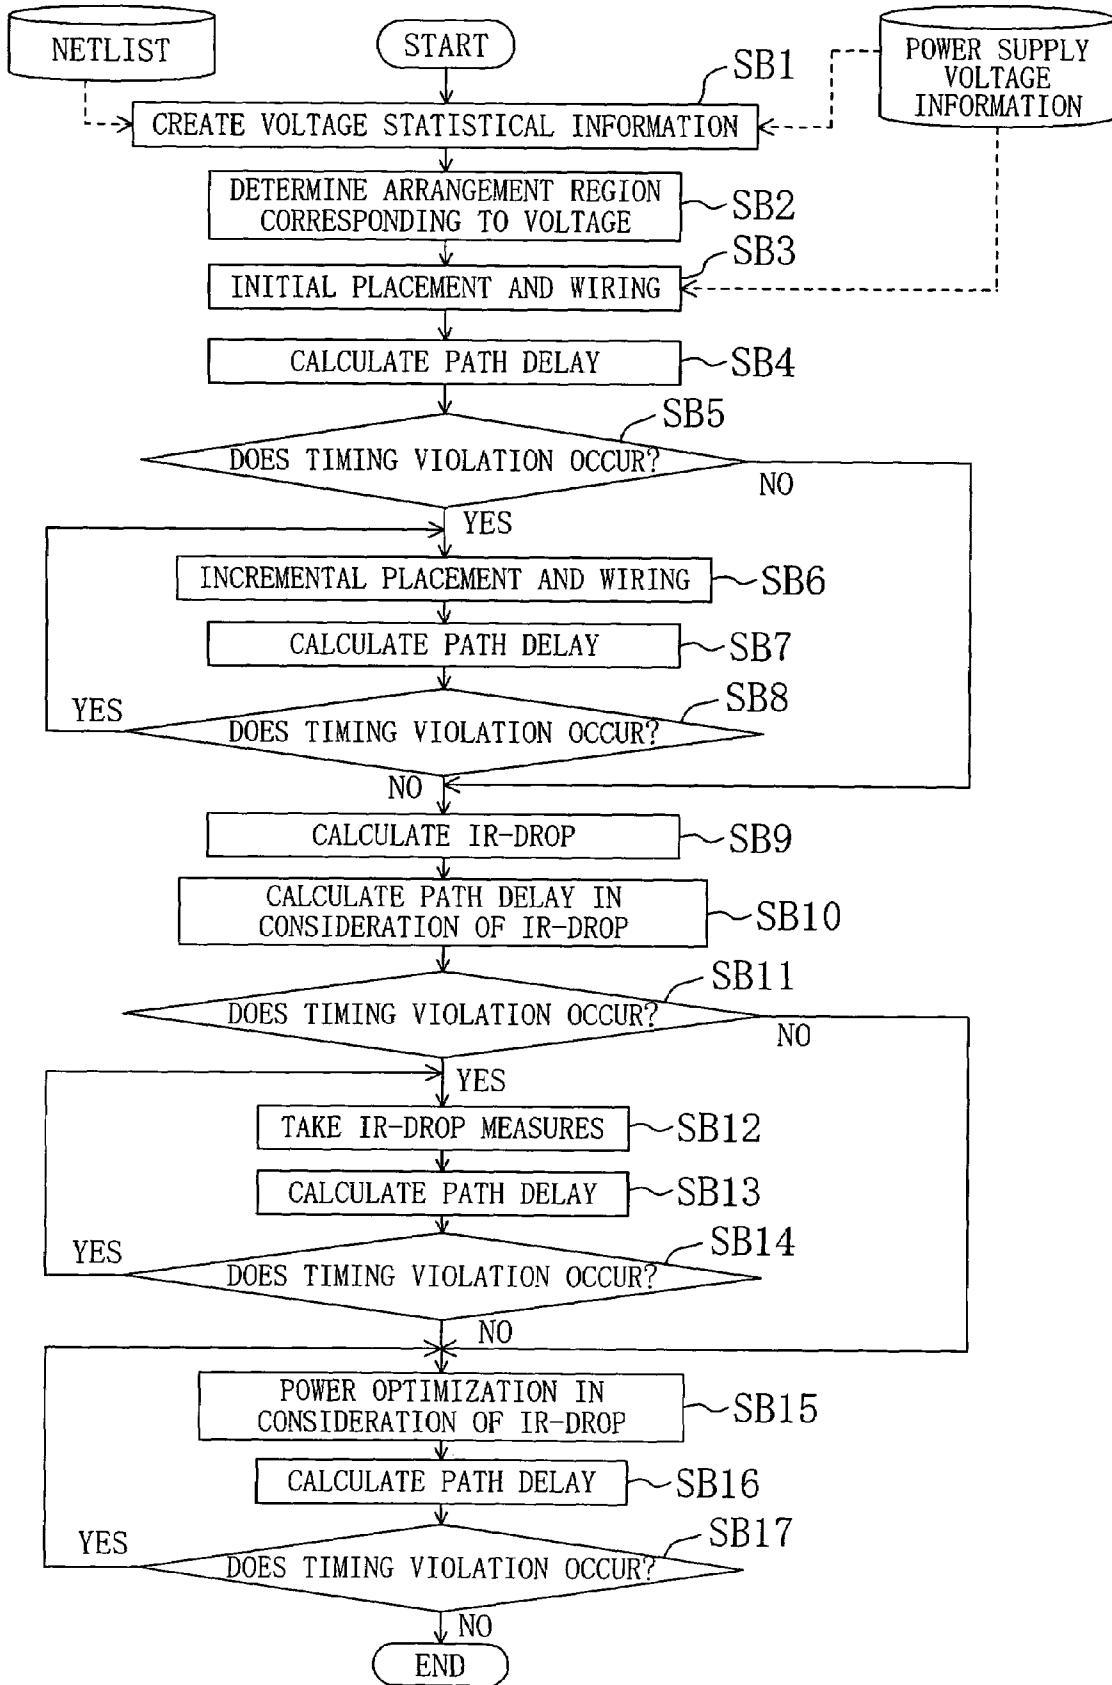 NETLIST
START
POWER SUPPLY
VOLTAGE
INFORMATION
SB1
CREATE VOLTAGE STATISTICAL INFORMATION
DETERMINE ARRANGEMENT REGION
CORRESPONDING TO VOLTAGE
SB2
SB3
INITIAL PLACEMENT AND WIRING
CALCULATE PATH DELAY
SB4
SB5
DOES TIMING VIOLATION OCCUR?
NO
YES
INCREMENTAL PLACEMENT AND WIRING
SB6
CALCULATE PATH DELAY
SB7
SB8
YES
DOES TIMING VIOLATION OCCUR?
NO
CALCULATE IR-DROP
SB9
CALCULATE PATH DELAY IN
CONSIDERATION OF IR-DROP
SB10
SB11
DOES TIMING VIOLATION OCCUR?
NO
YES
TAKE IR-DROP MEASURES
SB12
CALCULATE PATH DELAY
SB13
SB14
YES
DOES TIMING VIOLATION OCCUR?
NO
POWER OPTIMIZATION IN
CONSIDERATION OF IR-DROP
SB15
CALCULATE PATH DELAY
SB16
SB17
YES
DOES TIMING VIOLATION OCCUR?
NO
END